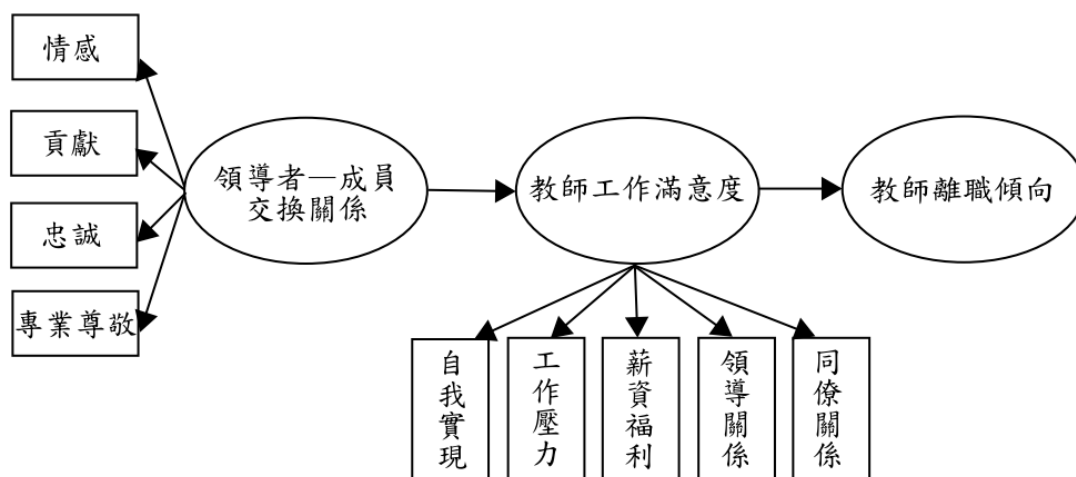 情感
貢獻
忠誠
專業尊敬
領導者—成員
交換關係
教師工作滿意度
教師離職傾向
自我實現
工作壓力
薪資福利
領導關係
同僚關係